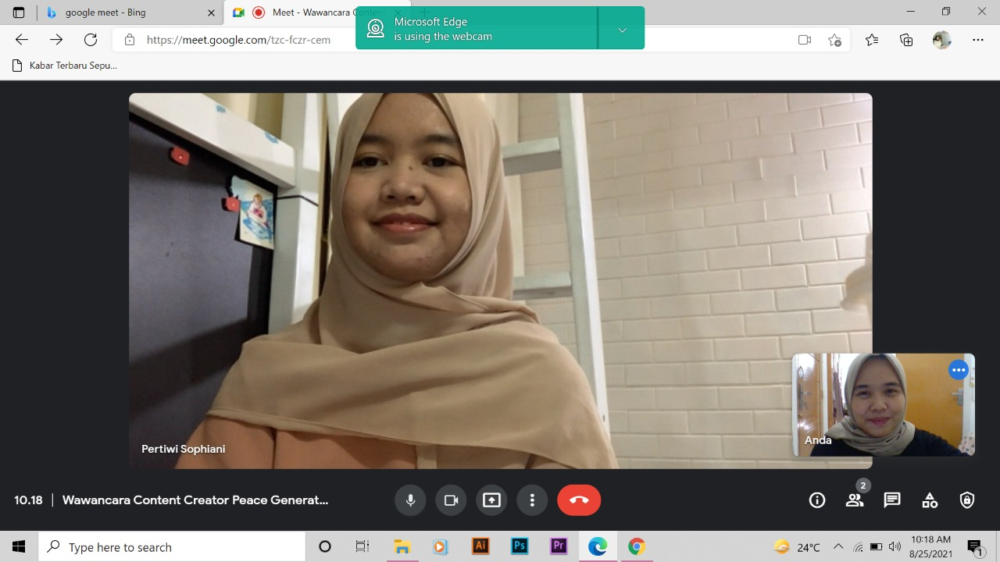 google meet - Bing
Meet - Wawancara
Microsoft Edge
is using the webcam
https://meet.google.com/tzc-fczr-cem
Kabar Terbaru Sepu...
Pertiwi Sophiani
Anda
10.18 | Wawancara Content Creator Peace Generat...
2
Type here to search
Ai
Ps
Pr
24°C
10:18 AM
8/25/2021
1